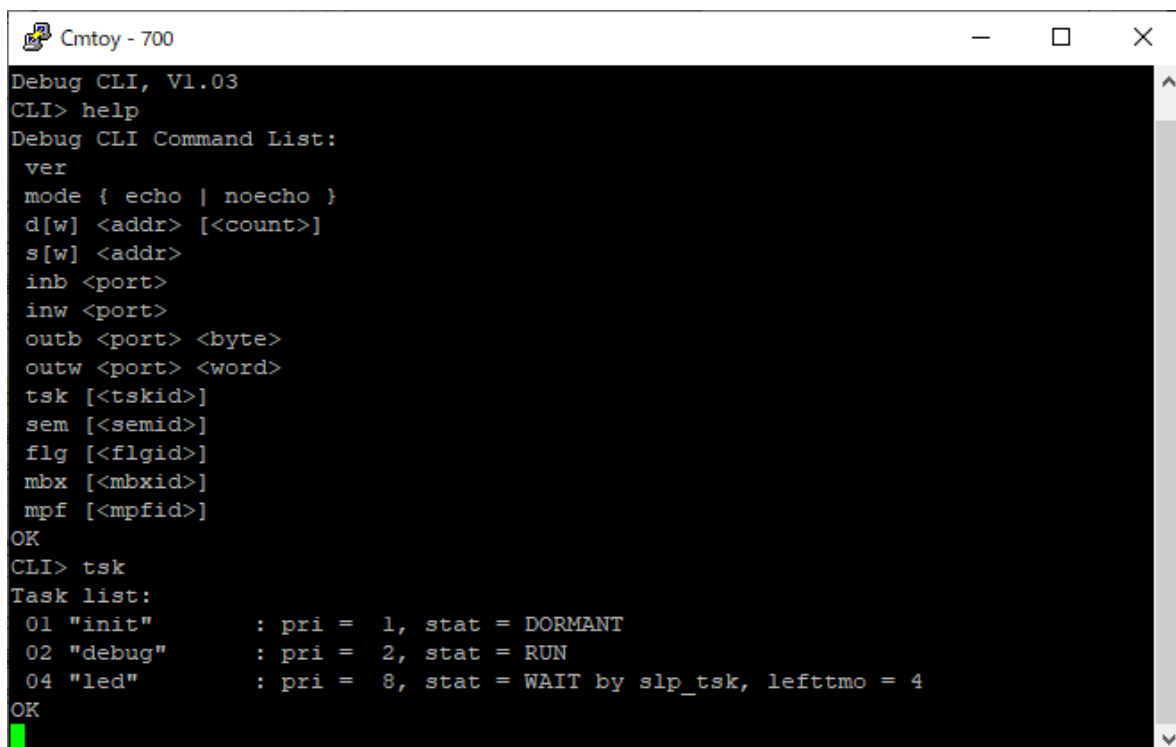 Cmtoy - 700
Debug CLI, V1.03
CLI> help
Debug CLI Command List:
 ver
 mode { echo | noecho }
 d[w] <addr> [<count>]
 s[w] <addr>
 inb <port>
 inw <port>
 outb <port> <byte>
 outw <port> <word>
 tsk [<tskid>]
 sem [<semid>]
 flg [<flgid>]
 mbx [<mbxid>]
 mpf [<mpfid>]
OK
CLI> tsk
Task list:
 01 "init"       : pri =  1, stat = DORMANT
 02 "debug"      : pri =  2, stat = RUN
 04 "led"        : pri =  8, stat = WAIT by slp_tsk, lefttmo = 4
OK